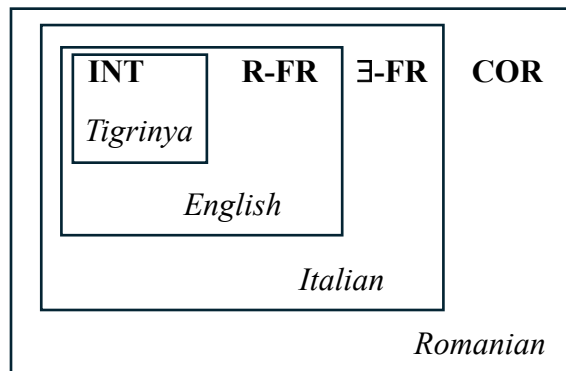 INT R-FR ∃-FR COR
Tigrinya
English
Italian
Romanian